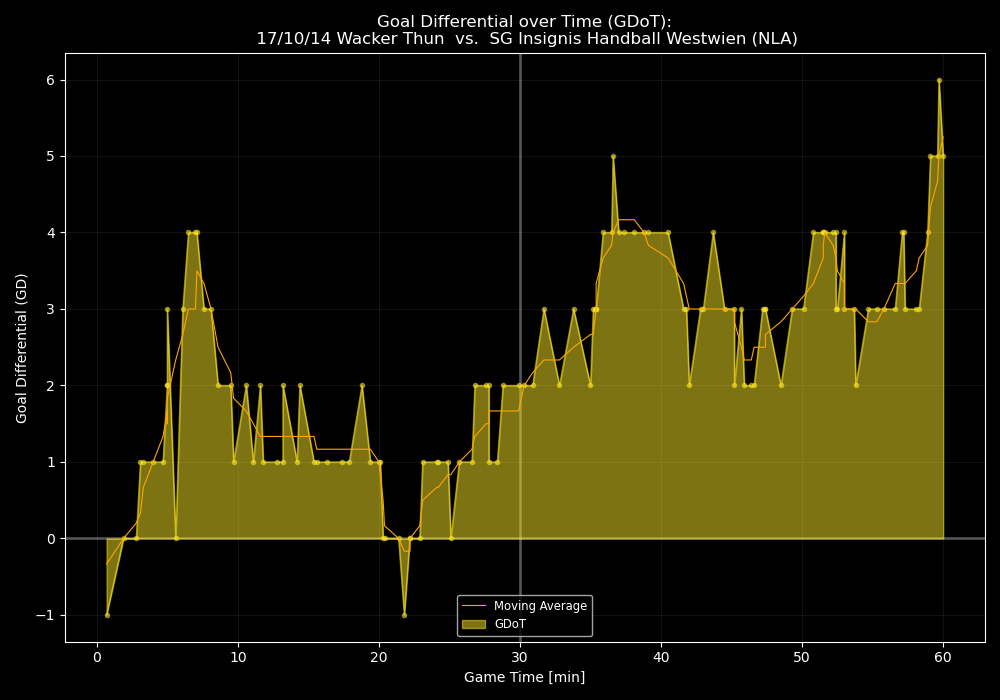 Goal Differential over Time (GDoT):
17/10/14 Wacker Thun  vs.  SG Insignis Handball Westwien (NLA)
Goal Differential (GD)
6
5
4
3
2
1
0
−1
Moving Average
GDoT
0 10 20 30 40 50 60
Game Time [min]